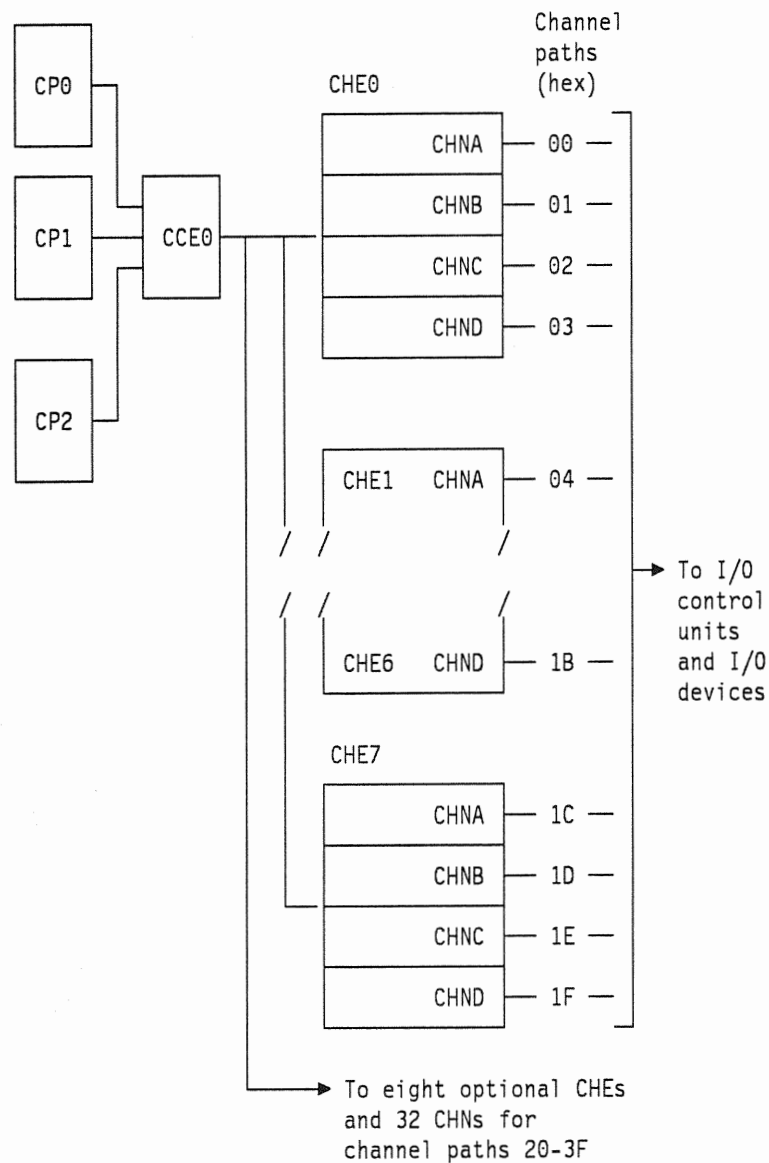 Channel
paths
(hex)
CP0
CHE0
CHNA 00
CHNB 01
CP1
CCE0
CHNC 02
CHND 03
CP2
CHE1 CHNA 04
To I/O
control
units
and I/O
devices
CHE6 CHND 1B
CHE7
CHNA 1C
CHNB 1D
CHNC 1E
CHND 1F
To eight optional CHEs
and 32 CHNs for
channel paths 20-3F